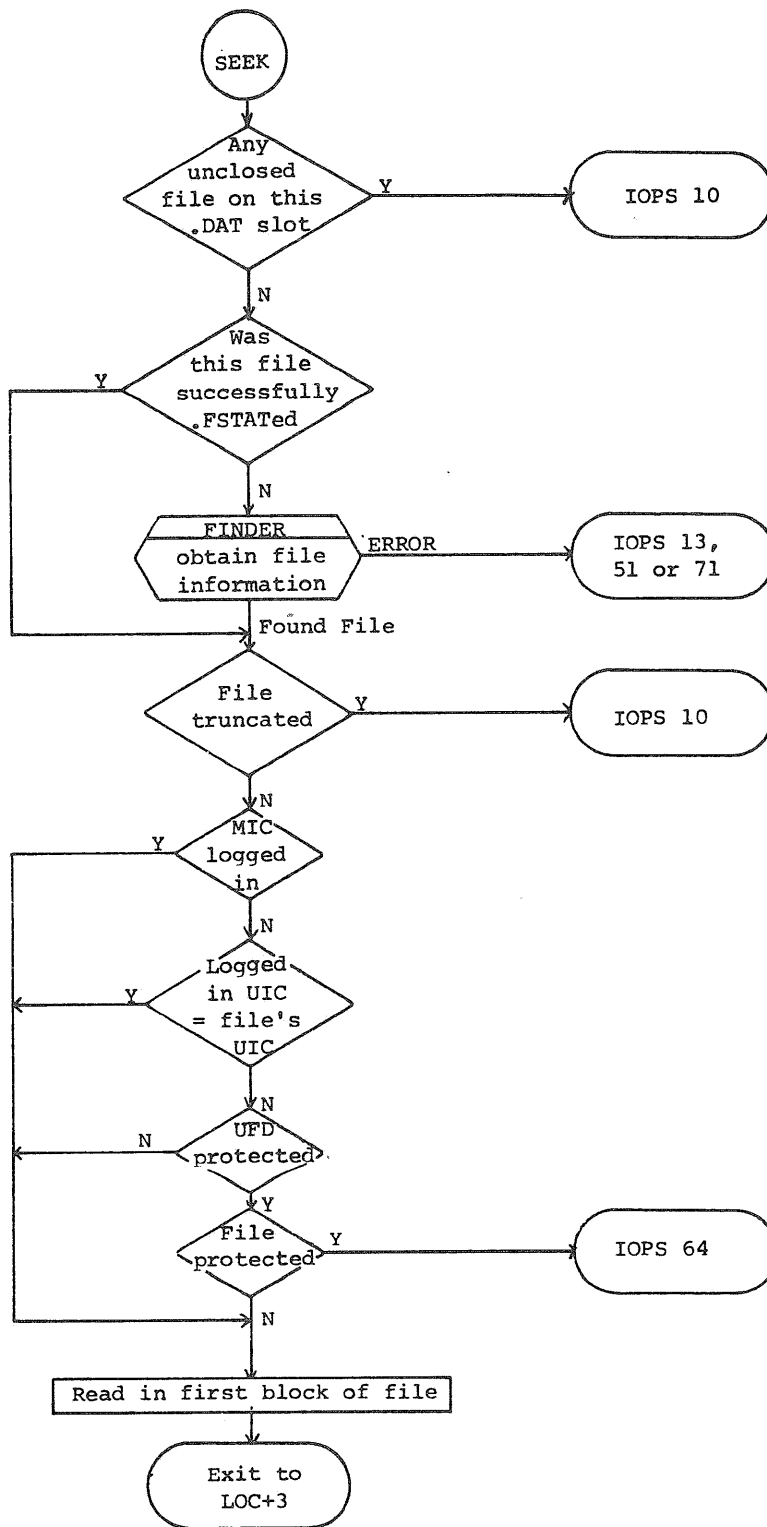 SEEK
Any
unclosed
file on this
.DAT slot
Y
IOPS 10
N
Was
this file
successfully
.FSTATed
Y
N
FINDER
obtain file
information
ERROR
IOPS 13,
51 or 71
Found File
File
truncated
Y
IOPS 10
N
MIC
logged
in
Y
N
Logged
in UIC
= file's
UIC
Y
N
UFD
protected
N
Y
File
protected
Y
IOPS 64
N
Read in first block of file
Exit to
LOC+3